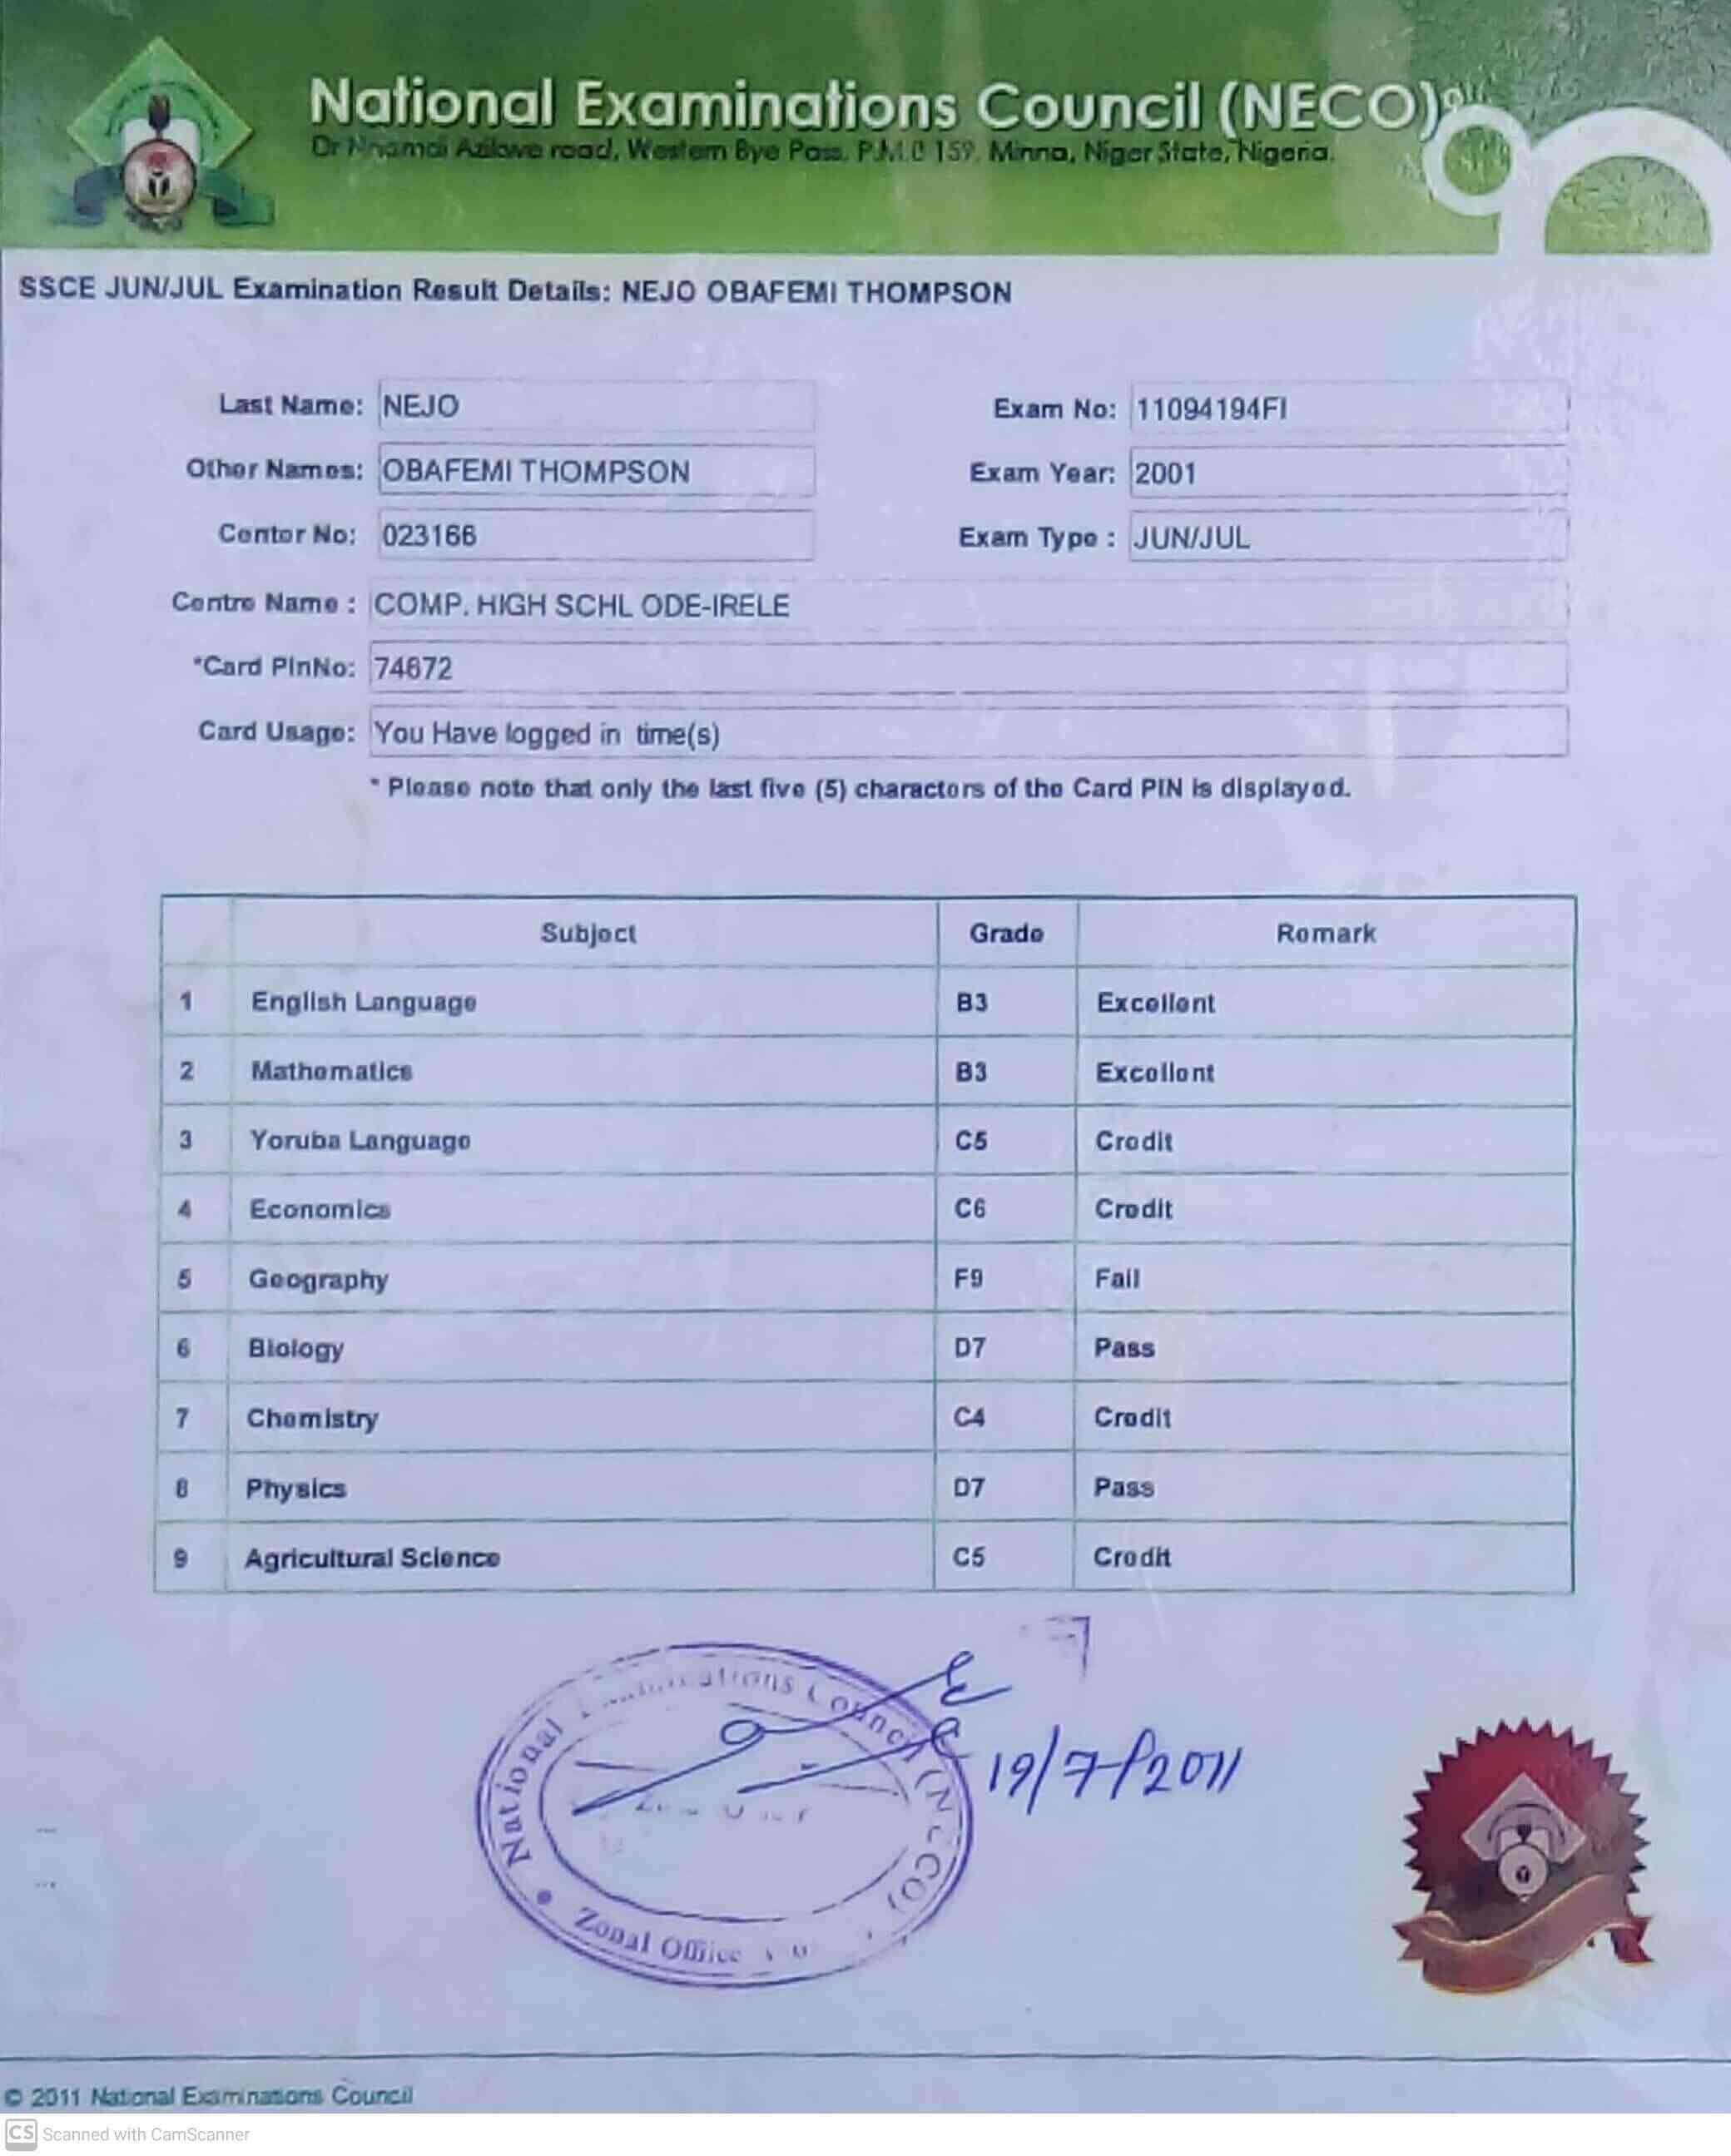 National Examinations Council (NECO)
Dr Nnamdi Azikwe road, Western Bye Pass, P.M.B 159, Minna, Niger State, Nigeria.
SSCE JUN/JUL Examination Result Details: NEJO OBAFEMI THOMPSON
Last Name: NEJO Exam No: 11094194FI
Other Names: OBAFEMI THOMPSON Exam Year: 2001
Center No: 023166 Exam Type : JUN/JUL
Centre Name : COMP. HIGH SCHL ODE-IRELE
*Card PinNo: 74672
Card Usage: You Have logged in time(s)
* Please note that only the last five (5) characters of the Card PIN is displayed.
Subject Grade Remark
1 English Language B3 Excellent
2 Mathematics B3 Excellent
3 Yoruba Language C5 Credit
4 Economics C6 Credit
5 Geography F9 Fail
6 Biology D7 Pass
7 Chemistry C4 Credit
8 Physics D7 Pass
9 Agricultural Science C5 Credit
National Examinations Council (NECO)
19/7/2011
Zonal Office
© 2011 National Examinations Council
CS Scanned with CamScanner